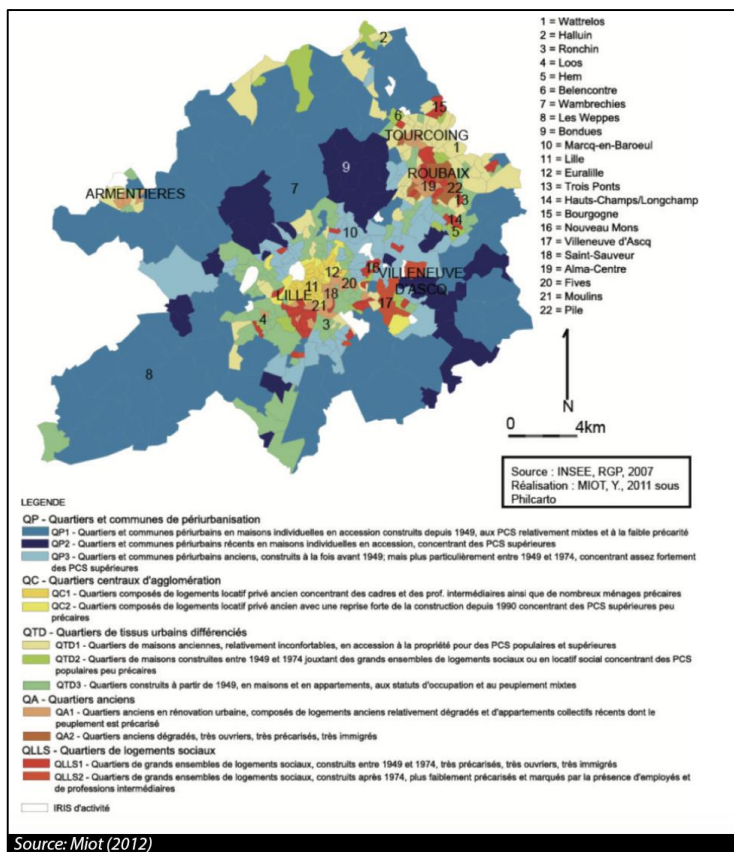 1 = Wattrelos
2 = Halluin
3 = Ronchin
4 = Loos
5 = Hem
6 = Belencontre
7 = Wambrechies
8 = Les Weppes
9 = Bondues
10 = Marcq-en-Baroeul
11 = Lille
12 = Euralille
13 = Trois Ponts
14 = Hauts-Champs/Longchamp
15 = Bourgogne
16 = Nouveau Mons
17 = Villeneuve d'Ascq
18 = Saint-Sauveur
19 = Alma-Centre
20 = Fives
21 = Moulins
22 = Pile
2
15
6
TOURCOING
1
9
ROUBAIX
ARMENTIERES
7
19 22
13
14
5
10
12
16
VILLENEUVE
D'ASCQ
20
11
LILLE
18
17
21
4
3
8
N
0 4km
Source : INSEE, RGP, 2007
Réalisation : MIOT, Y., 2011 sous
Philcarto
LEGENDE
QP - Quartiers et communes de périurbanisation
QP1 - Quartiers et communes périurbains en maisons individuelles en accession construits depuis 1949, aux PCS relativement mixtes et à la faible précarité
QP2 - Quartiers et communes périurbains récents en maisons individuelles en accession, concentrant des PCS supérieures
QP3 - Quartiers et communes périurbains anciens, construits à la fois avant 1949; mais plus particulièrement entre 1949 et 1974, concentrant assez fortement
des PCS supérieures
QC - Quartiers centraux d'agglomération
QC1 - Quartiers composés de logements locatif privé ancien concentrant des cadres et des prof. intermédiaires ainsi que de nombreux ménages précaires
QC2 - Quartiers composés de logements locatif privé ancien avec une reprise forte de la construction depuis 1990 concentrant des PCS supérieures peu
précaires
QTD - Quartiers de tissus urbains différenciés
QTD1 - Quartiers de maisons anciennes, relativement inconfortables, en accession à la propriété pour des PCS populaires et supérieures
QTD2 - Quartiers de maisons construites entre 1949 et 1974 jouxtant des grands ensembles de logements sociaux ou en locatif social concentrant des PCS
populaires peu précaires
QTD3 - Quartiers construits à partir de 1949, en maisons et en appartements, aux statuts d'occupation et au peuplement mixtes
QA - Quartiers anciens
QA1 - Quartiers anciens en rénovation urbaine, composés de logements anciens relativement dégradés et d'appartements collectifs récents dont le
peuplement est précarisé
QA2 - Quartiers anciens dégradés, très ouvriers, très précarisés, très immigrés
QLLS - Quartiers de logements sociaux
QLLS1 - Quartiers de grands ensembles de logements sociaux, construits entre 1949 et 1974, très précarisés, très ouvriers, très immigrés
QLLS2 - Quartiers de grands ensembles de logements sociaux, construits après 1974, plus faiblement précarisés et marqués par la présence d'employés et
de professions intermédiaires
IRIS d'activité
Source: Miot (2012)